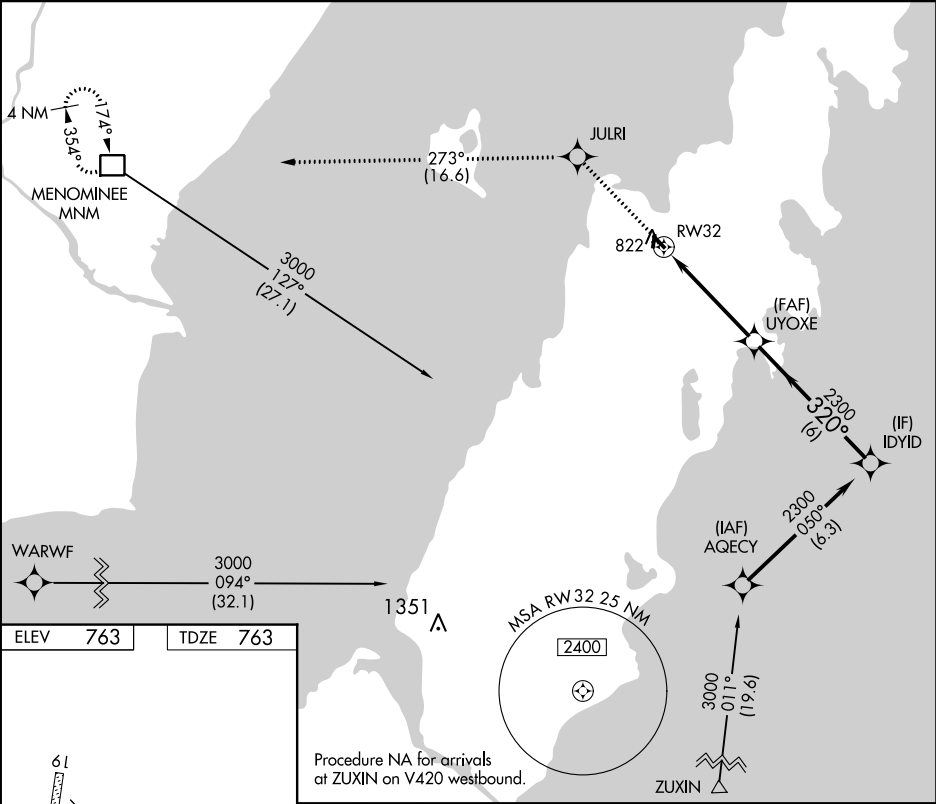 4 NM
174°
354°
MENOMINEE
MNM
273°
(16.6)
JULRI
822
RW32
3000
127°
(27.1)
(FAF)
UYOXE
2300
320°
(6)
(IF)
IDYID
2300
050°
(6.3)
(IAF)
AQECY
WARWF
3000
094°
(32.1)
1351
MSA RW32 25 NM
2400
3000
011°
(19.6)
ELEV 763
TDZE 763
19
Procedure NA for arrivals
at ZUXIN on V420 westbound.
ZUXIN